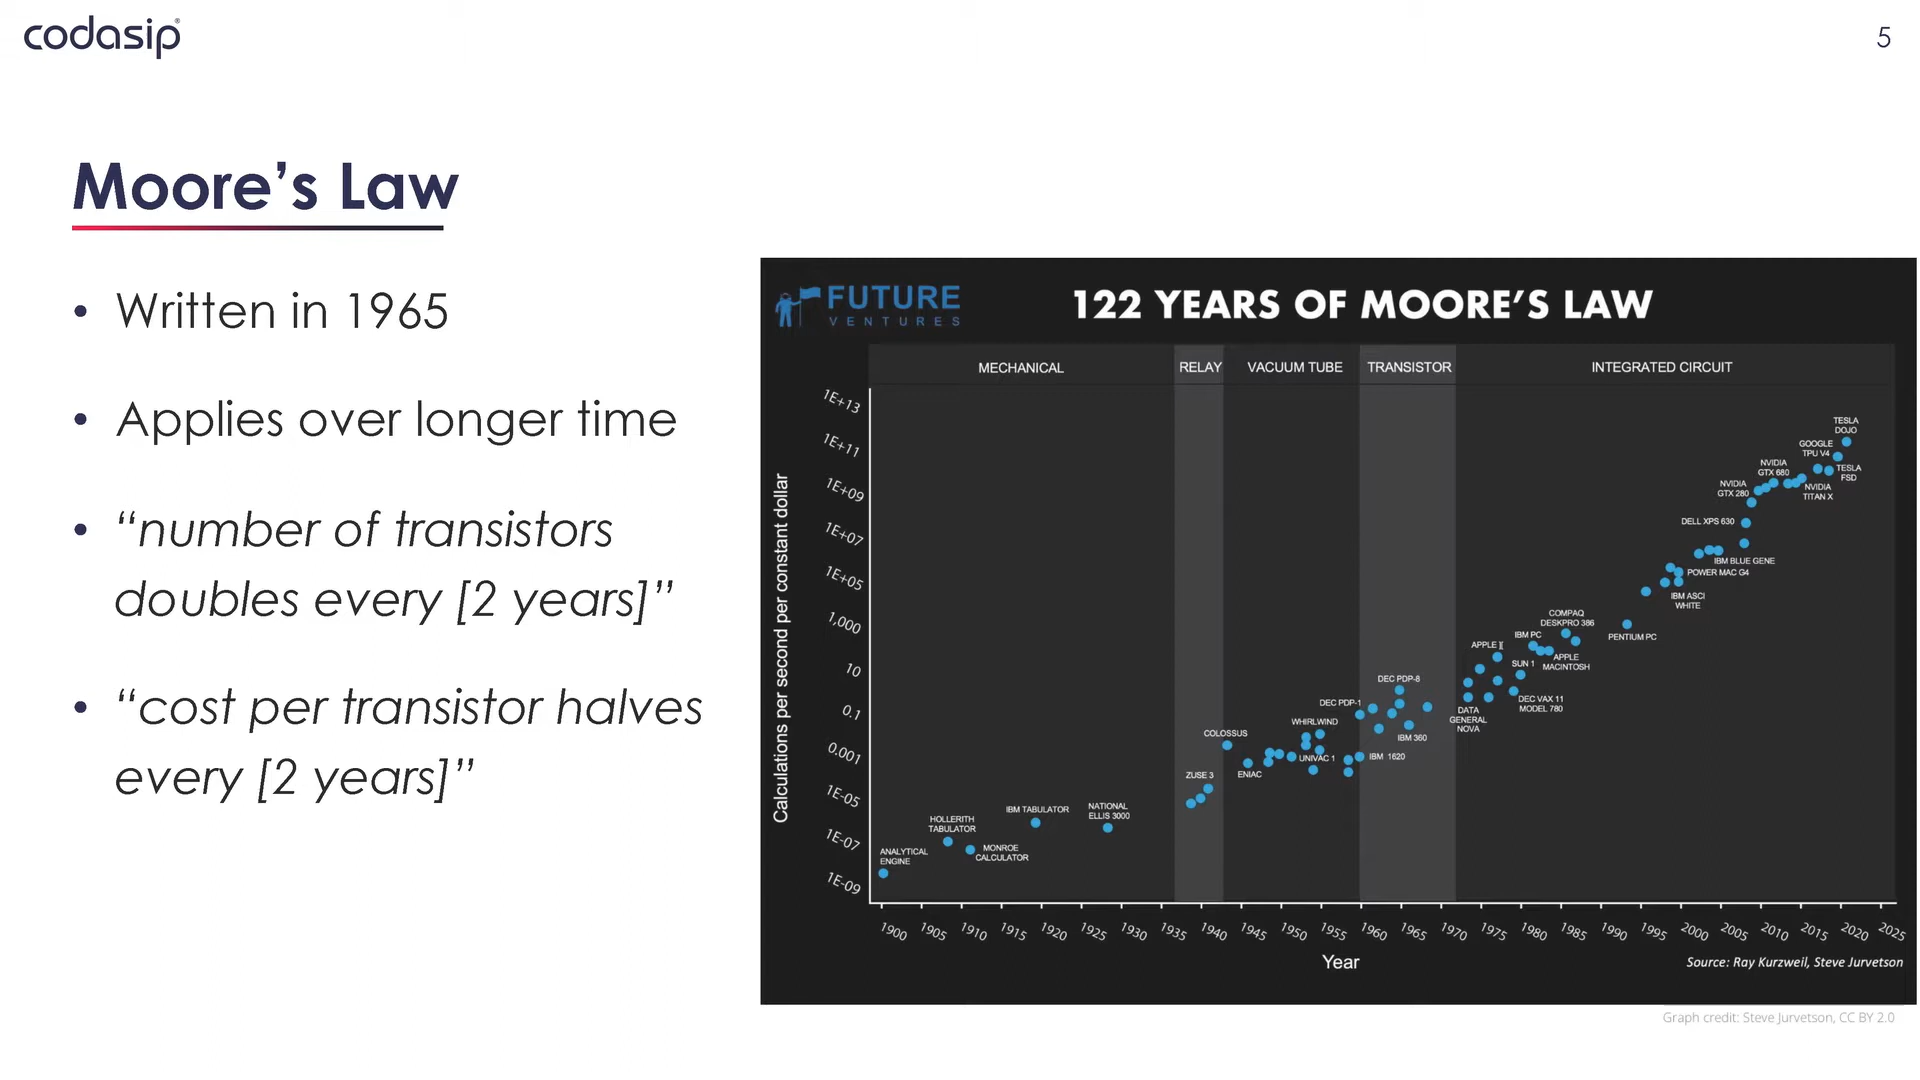 codasip
5
Moore’s Law
• Written in 1965
• Applies over longer time
• “number of transistors
doubles every [2 years]”
• “cost per transistor halves
every [2 years]”
FUTURE
VENTURES
122 YEARS OF MOORE’S LAW
MECHANICAL
RELAY
VACUUM TUBE
TRANSISTOR
INTEGRATED CIRCUIT
Calculations per second per constant dollar
1E+13
1E+11
1E+09
1E+07
1E+05
1,000
10
0.1
0.001
1E-05
1E-07
1E-09
ANALYTICAL
ENGINE
HOLLERITH
TABULATOR
MONROE
CALCULATOR
IBM TABULATOR
NATIONAL
ELLIS 3000
ZUSE 3
COLOSSUS
ENIAC
WHIRLWIND
UNIVAC 1
DEC PDP-1
IBM 1620
DEC PDP-8
IBM 360
DATA
GENERAL
NOVA
APPLE ][
SUN 1
DEC VAX 11
MODEL 780
IBM PC
COMPAQ
DESKPRO 386
APPLE
MACINTOSH
PENTIUM PC
IBM ASCI
WHITE
POWER MAC G4
IBM BLUE GENE
DELL XPS 630
NVIDIA
GTX 280
NVIDIA
GTX 680
NVIDIA
TITAN X
GOOGLE
TPU V4
TESLA
FSD
TESLA
DOJO
1900
1905
1910
1915
1920
1925
1930
1935
1940
1945
1950
1955
1960
1965
1970
1975
1980
1985
1990
1995
2000
2005
2010
2015
2020
2025
Year
Source: Ray Kurzweil, Steve Jurvetson
Graph credit: Steve Jurvetson, CC BY 2.0